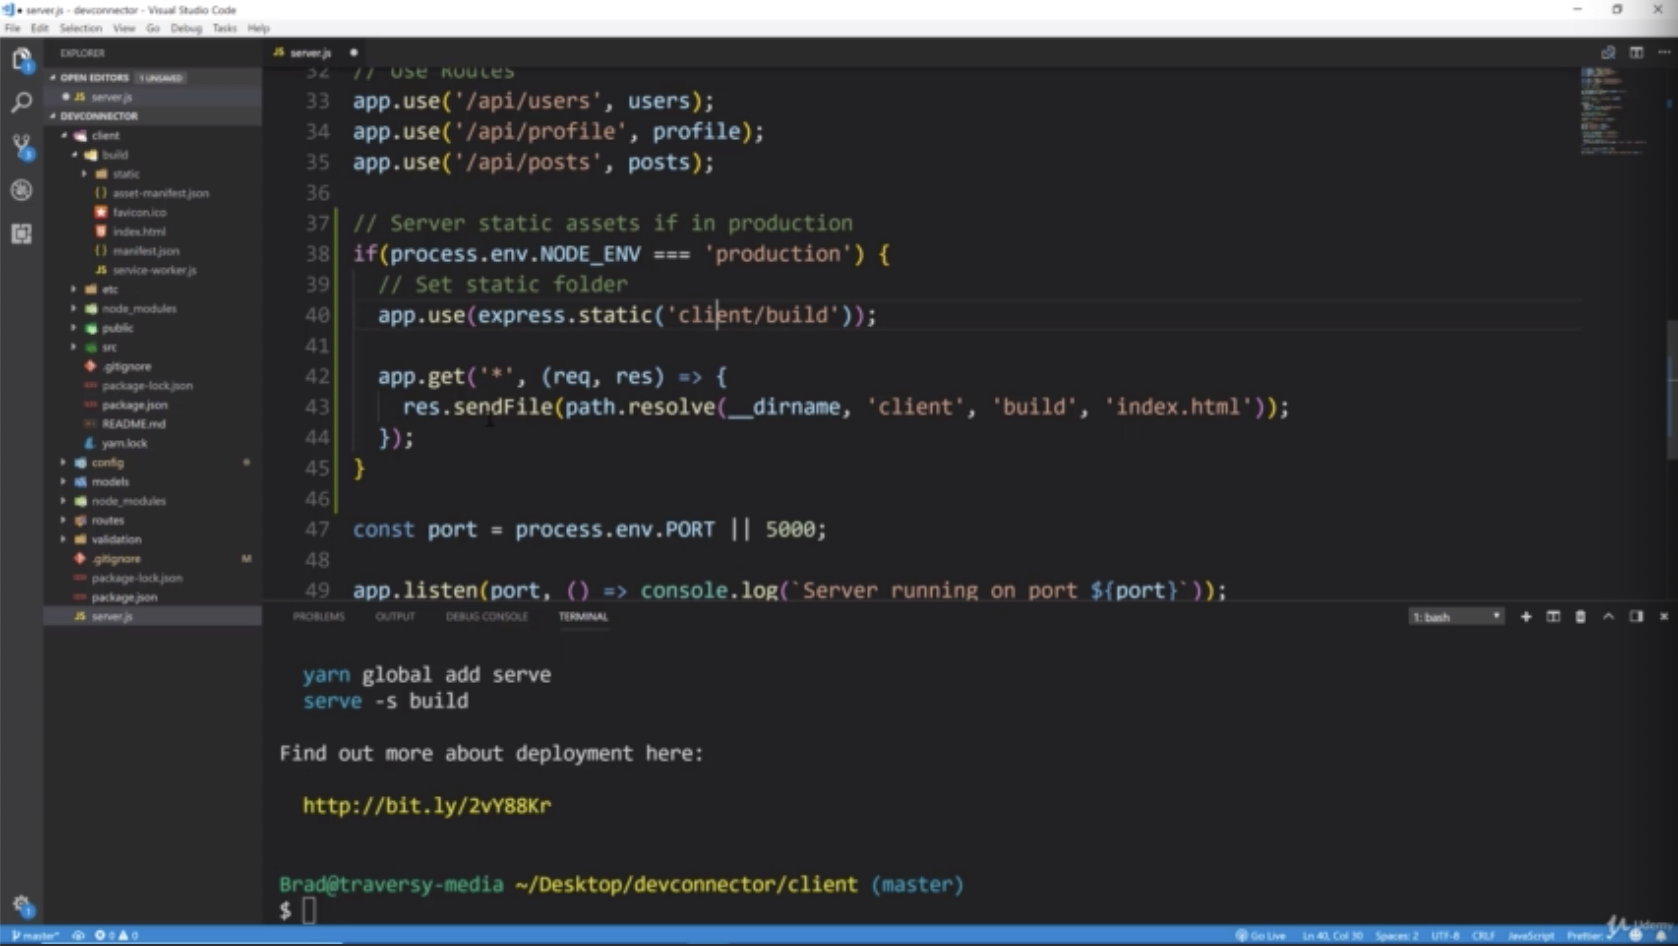 server.js - devconnector - Visual Studio Code
File Edit Selection View Go Debug Tasks Help
EXPLORER
OPEN EDITORS 1 UNSAVED
JS server.js
DEVCONNECTOR
client
build
static
{} asset-manifest.json
favicon.ico
index.html
{} manifest.json
JS service-worker.js
etc
node_modules
public
src
.gitignore
package-lock.json
package.json
README.md
yarn.lock
config
models
node_modules
routes
validation
.gitignore M
package-lock.json
package.json
JS server.js
JS server.js
32 // Use Routes
33 app.use('/api/users', users);
34 app.use('/api/profile', profile);
35 app.use('/api/posts', posts);
36
37 // Server static assets if in production
38 if(process.env.NODE_ENV === 'production') {
39 // Set static folder
40 app.use(express.static('client/build'));
41
42 app.get('*', (req, res) => {
43 res.sendFile(path.resolve(__dirname, 'client', 'build', 'index.html'));
44 });
45 }
46
47 const port = process.env.PORT || 5000;
48
49 app.listen(port, () => console.log(`Server running on port ${port}`));
PROBLEMS OUTPUT DEBUG CONSOLE TERMINAL 1: bash
yarn global add serve
serve -s build
Find out more about deployment here:
http://bit.ly/2vY88Kr
Brad@traversy-media ~/Desktop/devconnector/client (master)
$
master* 0 0 Go Live Ln 40, Col 30 Spaces: 2 UTF-8 CRLF JavaScript Prettier
Udemy